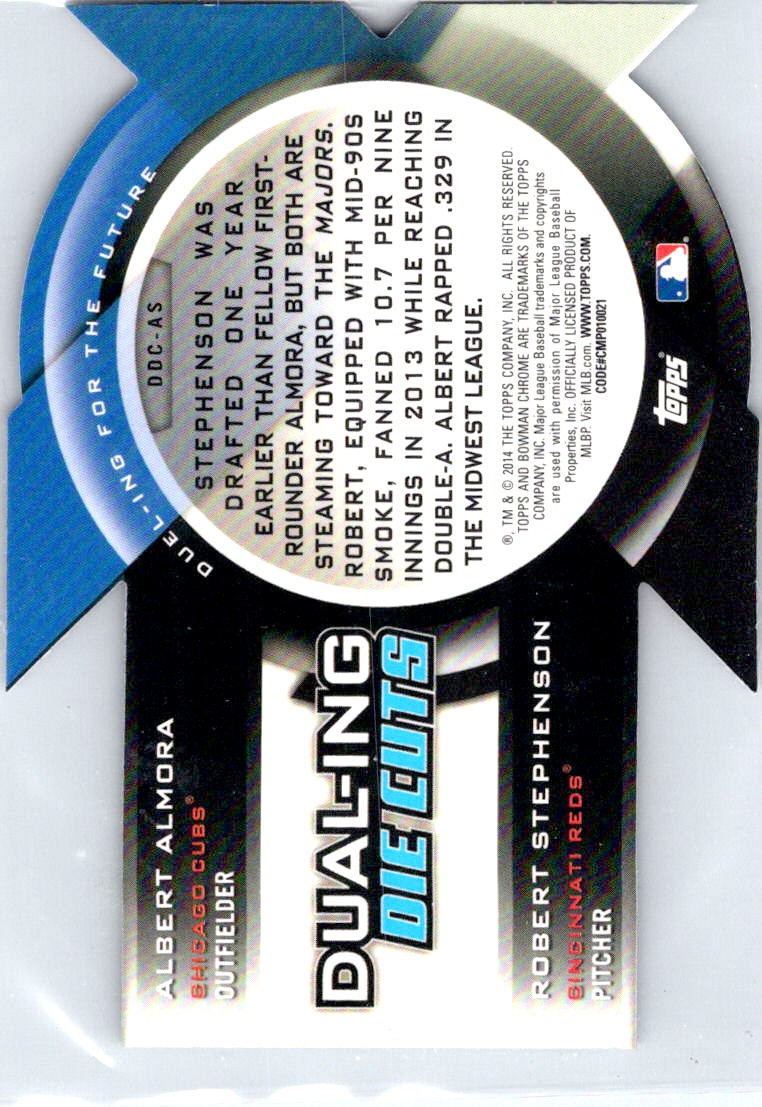 ALBERT ALMORA
CHICAGO CUBS®
OUTFIELDER
DUAL-ING
DIE CUTS
ROBERT STEPHENSON
CINCINNATI REDS®
PITCHER
DUEL-ING FOR THE FUTURE
DDC-AS
STEPHENSON WAS
DRAFTED ONE YEAR
EARLIER THAN FELLOW FIRST-
ROUNDER ALMORA, BUT BOTH ARE
STEAMING TOWARD THE MAJORS.
ROBERT, EQUIPPED WITH MID-90S
SMOKE, FANNED 10.7 PER NINE
INNINGS IN 2013 WHILE REACHING
DOUBLE-A. ALBERT RAPPED .329 IN
THE MIDWEST LEAGUE.
®, TM & © 2014 THE TOPPS COMPANY, INC. ALL RIGHTS RESERVED.
TOPPS AND BOWMAN CHROME ARE TRADEMARKS OF THE TOPPS
COMPANY, INC. Major League Baseball trademarks and copyrights
are used with permission of Major League Baseball
Properties, Inc. OFFICIALLY LICENSED PRODUCT OF
MLBP. Visit MLB.com. WWW.TOPPS.COM.
CODE#CMP010021
topps®